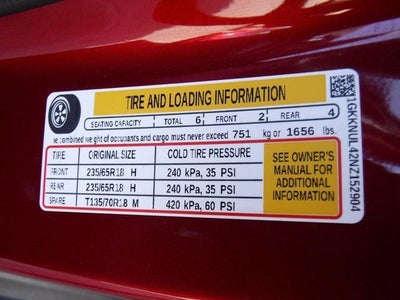 TIRE AND LOADING INFORMATION
SEATING CAPACITY TOTAL 6 FRONT 2 REAR 4
he combined weight of occupants and cargo must never exceed 751 kg or 1656 lbs.
TIRE ORIGINAL SIZE COLD TIRE PRESSURE
FRONT 235/65R18 H 240 kPa, 35 PSI
REAR 235/65R18 H 240 kPa, 35 PSI
SPARE T135/70R18 M 420 kPa, 60 PSI
SEE OWNER'S
MANUAL FOR
ADDITIONAL
INFORMATION
1GKKNUL42NZ152904